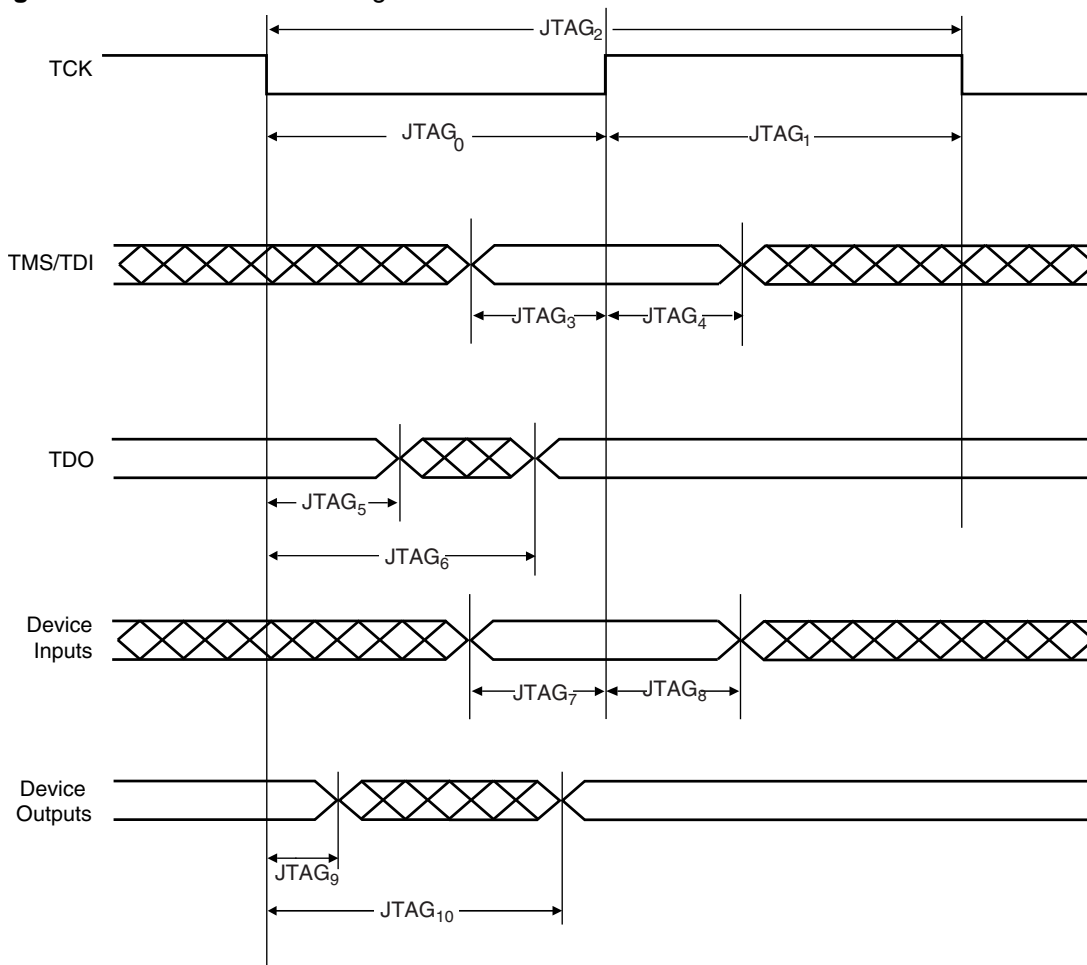 JTAG₂
TCK
JTAG₀
JTAG₁
TMS/TDI
JTAG₃
JTAG₄
TDO
JTAG₅
JTAG₆
Device
Inputs
JTAG₇
JTAG₈
Device
Outputs
JTAG₉
JTAG₁₀